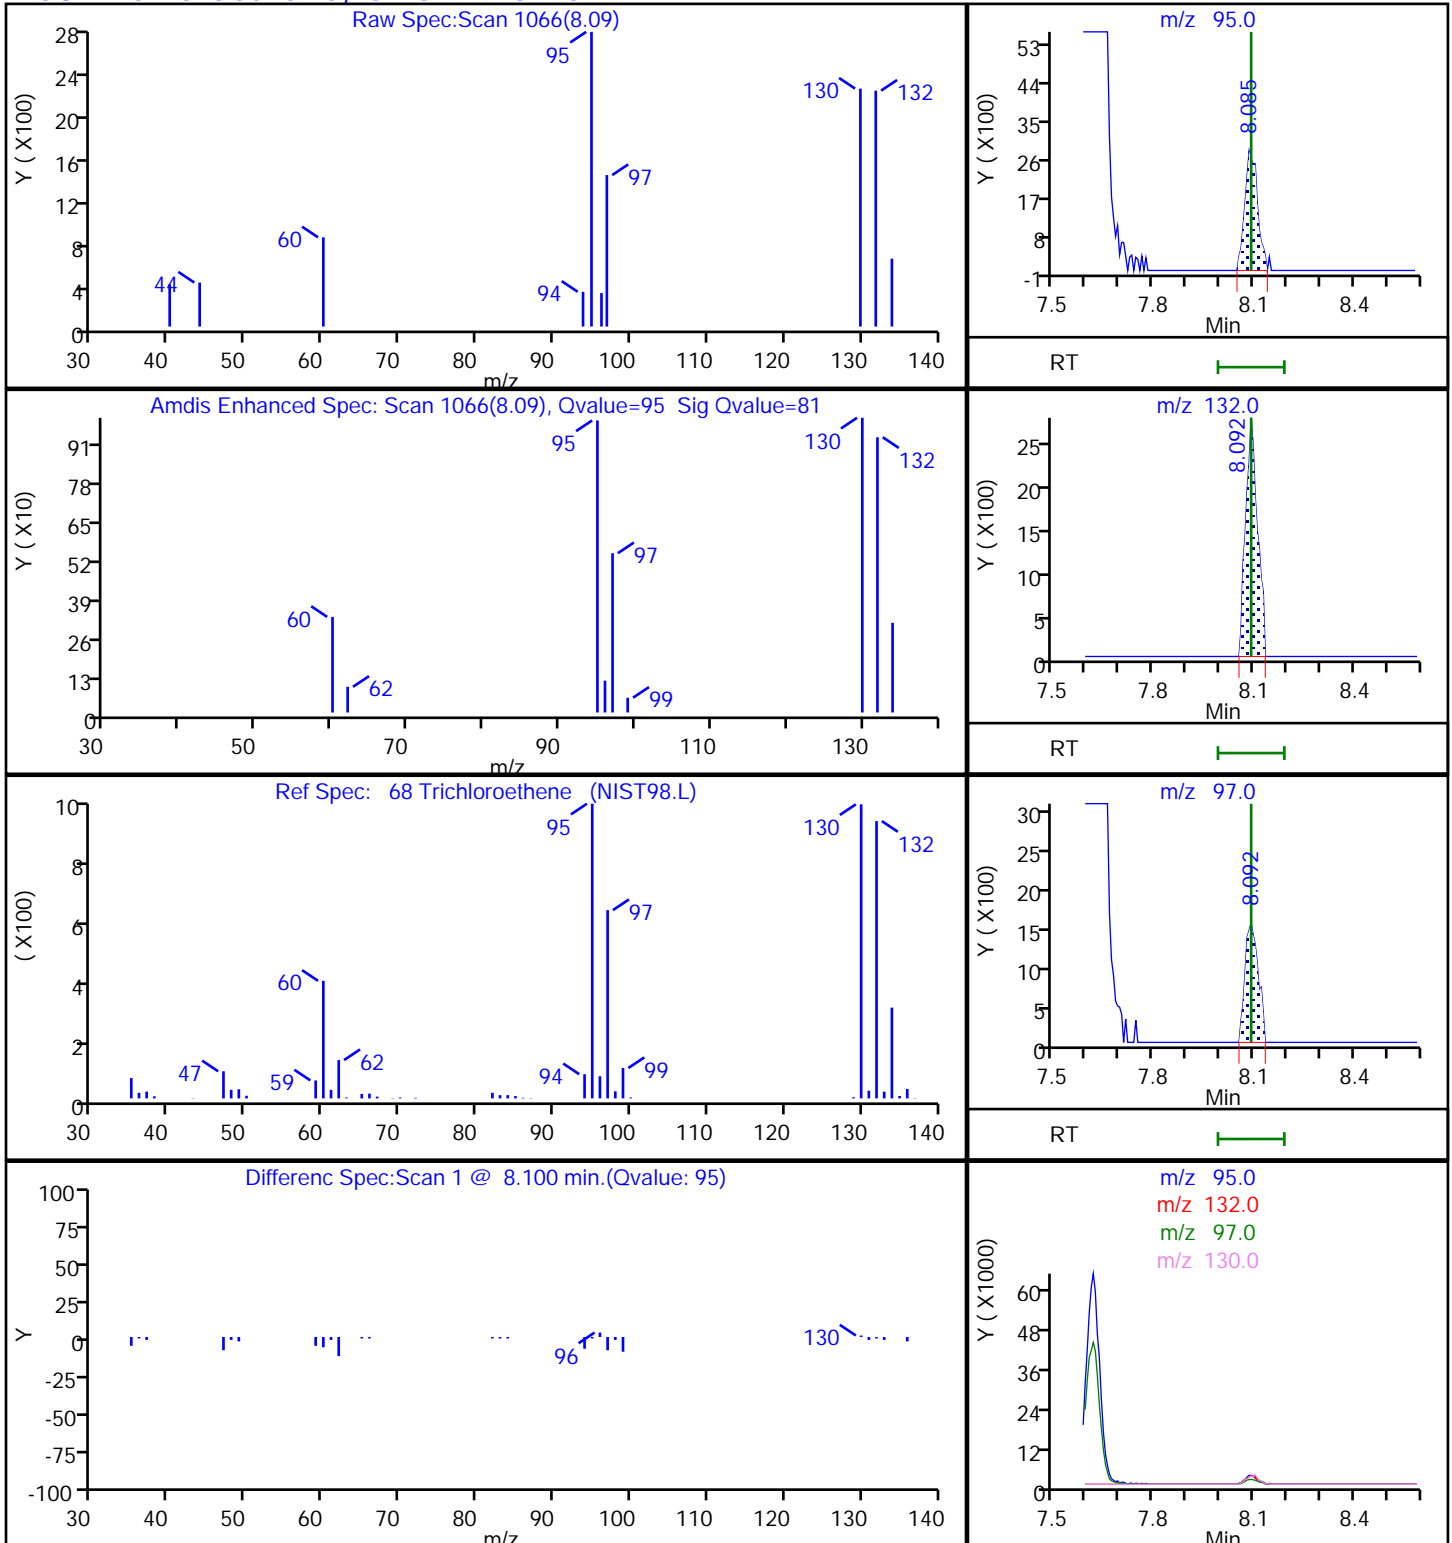 Raw Spec:Scan 1066(8.09)
28
24
20
16
12
8
4
0
Y ( X100)
44
60
94
95
97
130
132
30 40 50 60 70 80 90 100 110 120 130 140
m/z
m/z 95.0
53
44
35
26
17
8
-1
Y ( X100)
8.085
7.5 7.8 8.1 8.4
Min
RT
Amdis Enhanced Spec: Scan 1066(8.09), Qvalue=95 Sig Qvalue=81
91
78
65
52
39
26
13
0
Y ( X10)
60
62
95
97
99
130
132
30 50 70 90 110 130
m/z
m/z 132.0
25
20
15
10
5
0
Y ( X100)
8.092
7.5 7.8 8.1 8.4
Min
RT
Ref Spec: 68 Trichloroethene (NIST98.L)
10
8
6
4
2
0
( X100)
47
59
60
62
94
95
97
99
130
132
30 40 50 60 70 80 90 100 110 120 130 140
m/z 97.0
30
25
20
15
10
5
0
Y ( X100)
8.092
7.5 7.8 8.1 8.4
Min
RT
Differenc Spec:Scan 1 @ 8.100 min.(Qvalue: 95)
100
75
50
25
0
-25
-50
-75
-100
Y
96
130
30 40 50 60 70 80 90 100 110 120 130 140
m/z
m/z 95.0
m/z 132.0
m/z 97.0
m/z 130.0
60
48
36
24
12
0
Y ( X1000)
7.5 7.8 8.1 8.4
Min